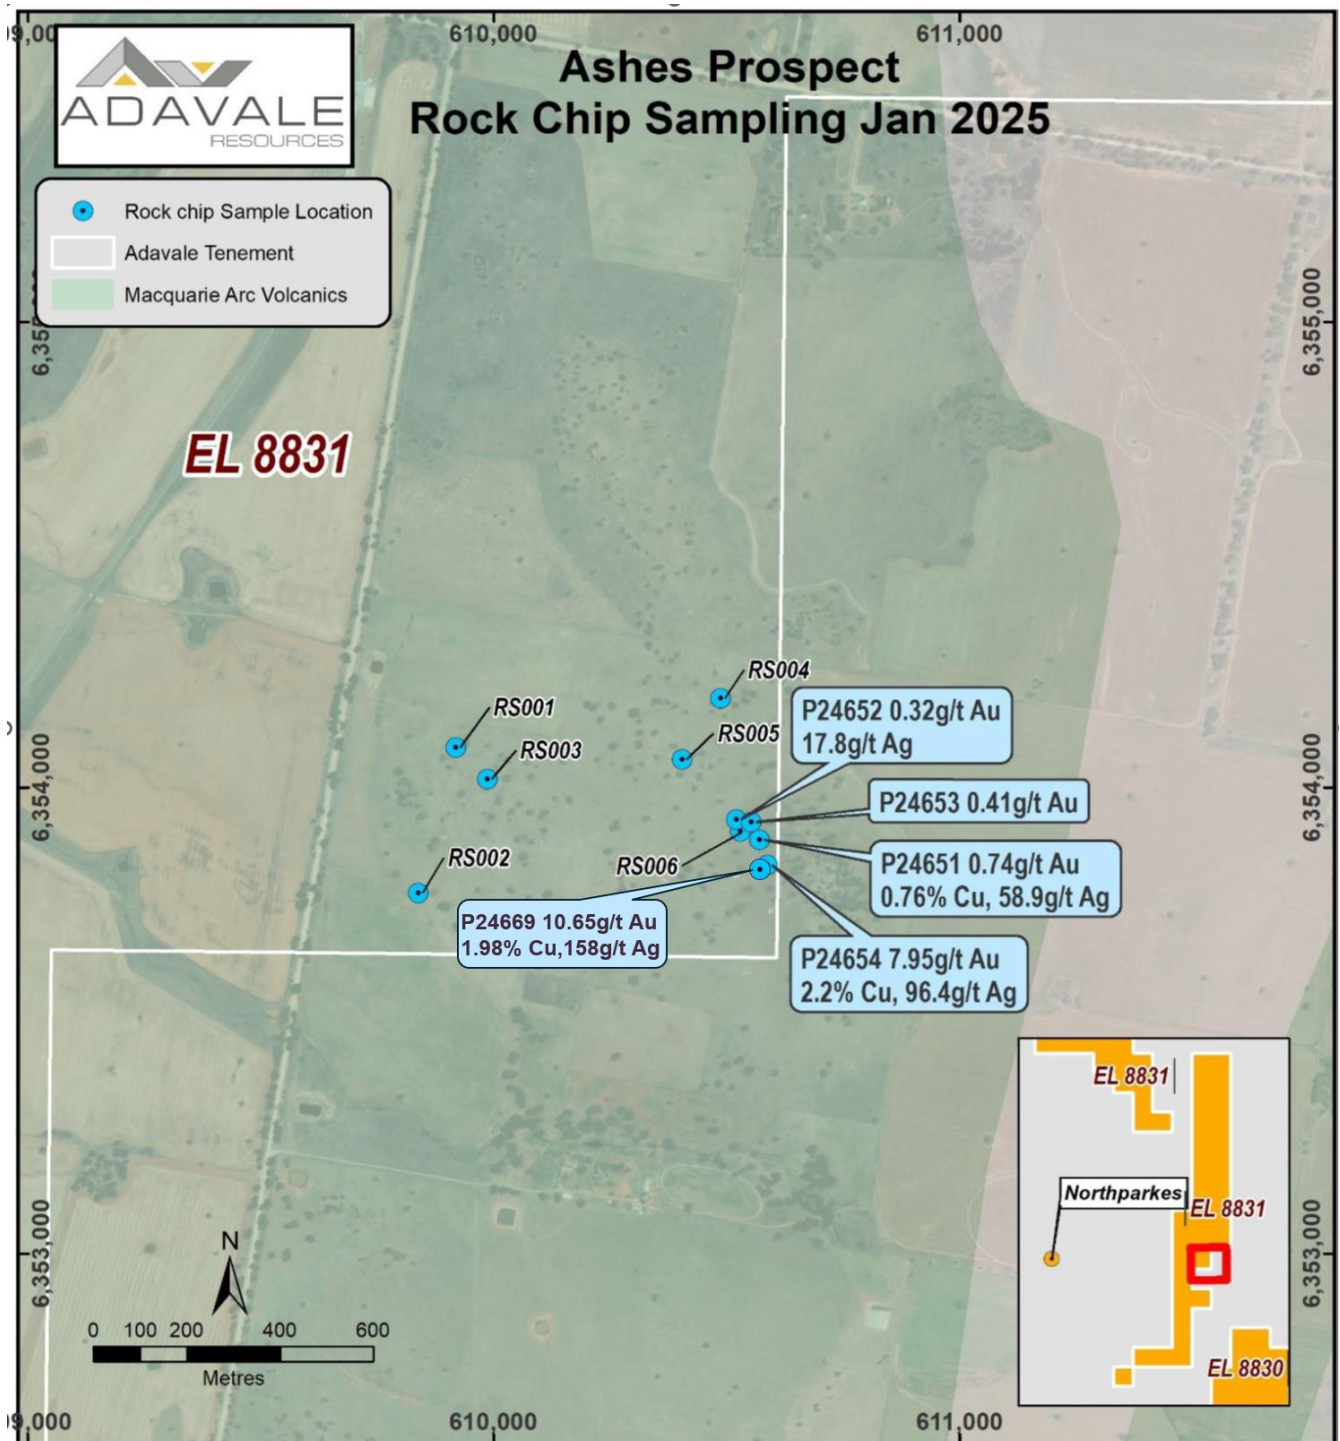 610,000
611,000
Ashes Prospect
Rock Chip Sampling Jan 2025
ADAVALE
RESOURCES
Rock chip Sample Location
Adavale Tenement
Macquarie Arc Volcanics
6,355,000
EL 8831
RS004
RS001
RS003
RS005
P24652 0.32g/t Au
17.8g/t Ag
6,354,000
6,354,000
P24653 0.41g/t Au
RS002
RS006
P24651 0.74g/t Au
0.76% Cu, 58.9g/t Ag
P24669 10.65g/t Au
1.98% Cu,158g/t Ag
P24654 7.95g/t Au
2.2% Cu, 96.4g/t Ag
EL 8831
Northparkes
EL 8831
EL 8830
6,353,000
6,353,000
N
0 100 200 400 600
Metres
610,000
611,000